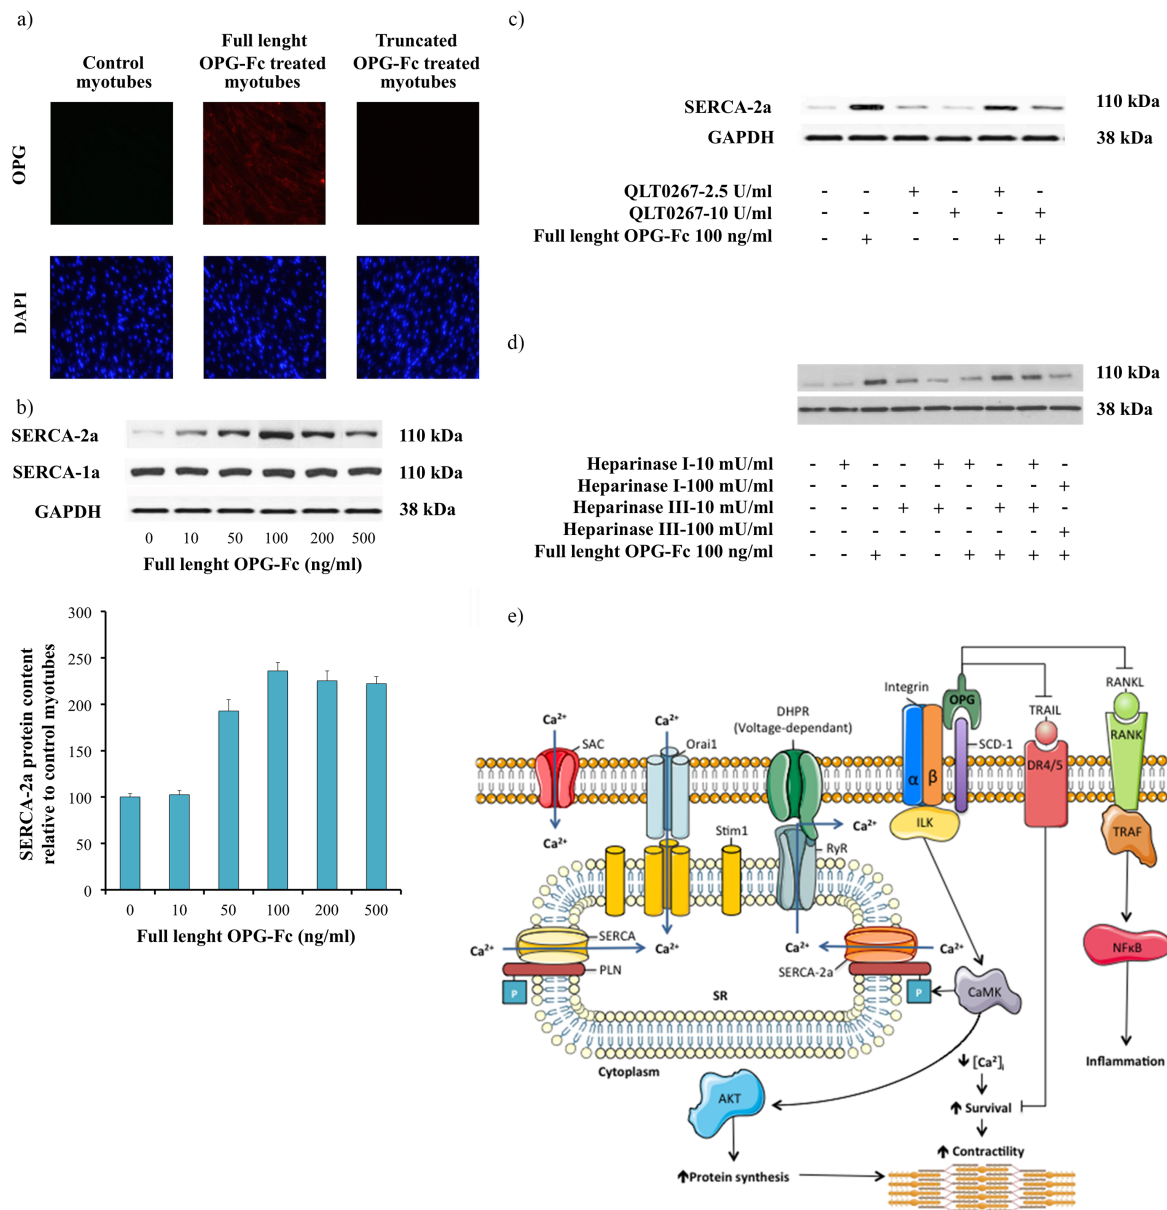 a)
Control
myotubes
Full lenght
OPG-Fc treated
myotubes
Truncated
OPG-Fc treated
myotubes
OPG
DAPI
b)
SERCA-2a 110 kDa
SERCA-1a 110 kDa
GAPDH 38 kDa
0 10 50 100 200 500
Full lenght OPG-Fc (ng/ml)
SERCA-2a protein content
relative to control myotubes
300
250
200
150
100
50
0
0 10 50 100 200 500
Full lenght OPG-Fc (ng/ml)
c)
SERCA-2a 110 kDa
GAPDH 38 kDa
QLT0267-2.5 U/ml - - + - + -
QLT0267-10 U/ml - - - + - +
Full lenght OPG-Fc 100 ng/ml - + - - + +
d)
110 kDa
38 kDa
Heparinase I-10 mU/ml - + - - + + - + -
Heparinase I-100 mU/ml - - - - - - - - +
Heparinase III-10 mU/ml - - - + + - + + -
Heparinase III-100 mU/ml - - - - - - - - +
Full lenght OPG-Fc 100 ng/ml - - + - - + + + +
e)
Ca²⁺
SAC
Ca²⁺
Ca²⁺
Orai1
Stim1
DHPR
(Voltage-dependant)
Ca²⁺
RyR
Integrin
α
β
ILK
OPG
SCD-1
TRAIL
DR4/5
RANKL
RANK
TRAF
NFκB
Inflammation
Ca²⁺
SERCA
Ca²⁺
PLN
P
Ca²⁺
SERCA-2a
Ca²⁺
P
CaMK
SR
Cytoplasm
AKT
Protein synthesis
[Ca²]i
Survival
Contractility